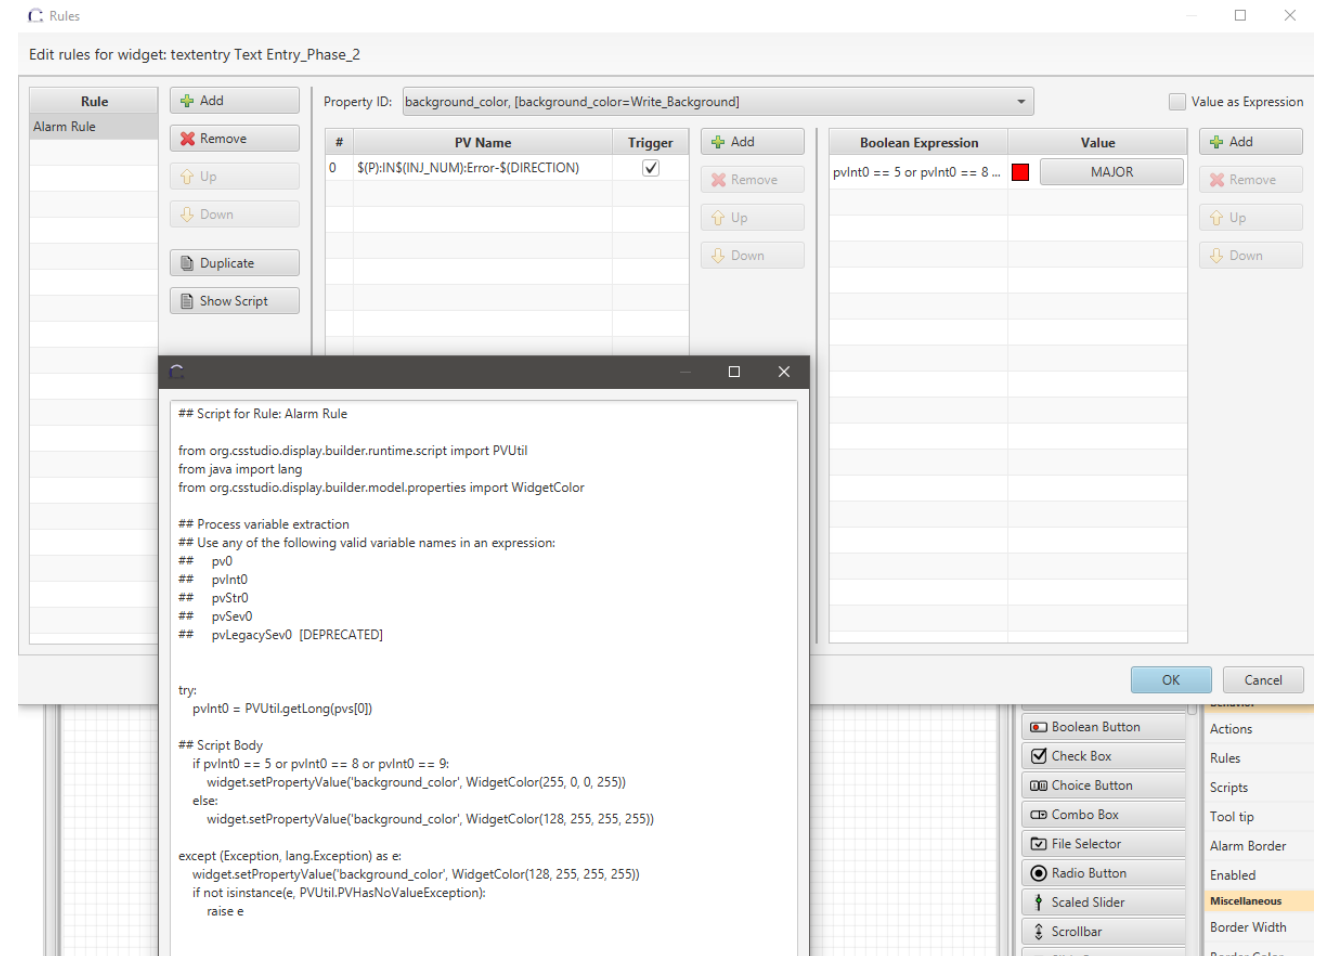 Rules
Edit rules for widget: textentry Text Entry_Phase_2
Rule
Alarm Rule
Add
Remove
Up
Down
Duplicate
Show Script
Property ID: background_color, [background_color=Write_Background]
Value as Expression
# PV Name Trigger
0 $(P):IN$(INJ_NUM):Error-$(DIRECTION)
Add
Remove
Up
Down
Boolean Expression Value
pvInt0 == 5 or pvInt0 == 8 ... MAJOR
Add
Remove
Up
Down
## Script for Rule: Alarm Rule
from org.csstudio.display.builder.runtime.script import PVUtil
from java import lang
from org.csstudio.display.builder.model.properties import WidgetColor
## Process variable extraction
## Use any of the following valid variable names in an expression:
## pv0
## pvInt0
## pvStr0
## pvSev0
## pvLegacySev0 [DEPRECATED]
try:
pvInt0 = PVUtil.getLong(pvs[0])
## Script Body
if pvInt0 == 5 or pvInt0 == 8 or pvInt0 == 9:
widget.setPropertyValue('background_color', WidgetColor(255, 0, 0, 255))
else:
widget.setPropertyValue('background_color', WidgetColor(128, 255, 255, 255))
except (Exception, lang.Exception) as e:
widget.setPropertyValue('background_color', WidgetColor(128, 255, 255, 255))
if not isinstance(e, PVUtil.PVHasNoValueException):
raise e
OK
Cancel
Boolean Button
Check Box
Choice Button
Combo Box
File Selector
Radio Button
Scaled Slider
Scrollbar
Actions
Rules
Scripts
Tool tip
Alarm Border
Enabled
Miscellaneous
Border Width